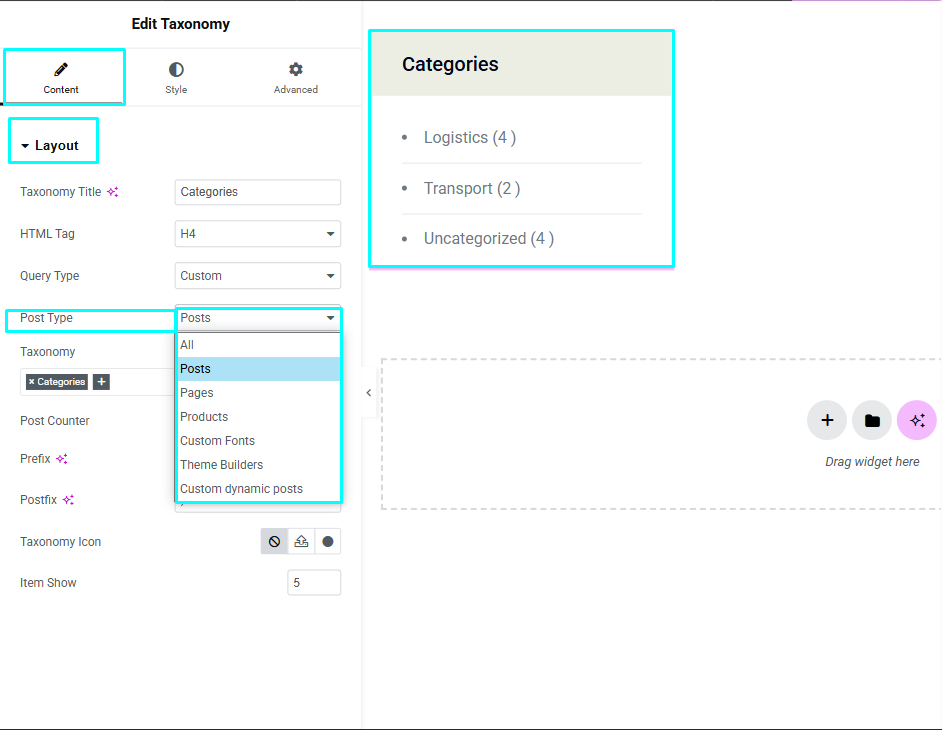 Edit Taxonomy
Content
Style
Advanced
Layout
Taxonomy Title
Categories
HTML Tag
H4
Query Type
Custom
Post Type
Posts
All
Posts
Pages
Products
Custom Fonts
Theme Builders
Custom dynamic posts
Taxonomy
× Categories
Post Counter
Prefix
Postfix
Taxonomy Icon
Item Show
5
Categories
Logistics (4 )
Transport (2 )
Uncategorized (4 )
Drag widget here